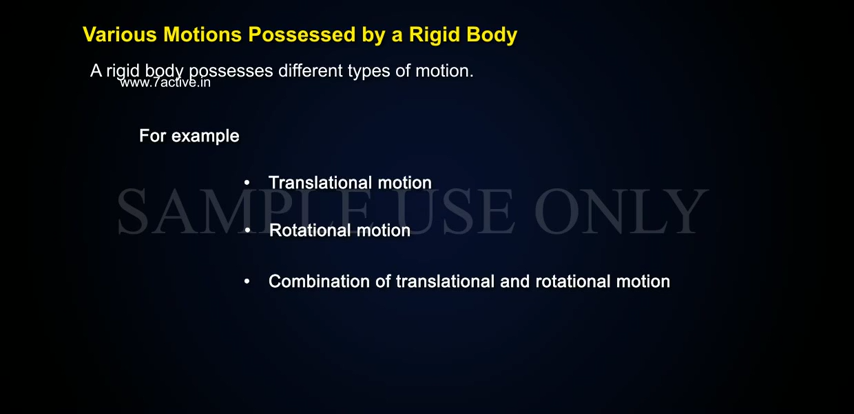 Various Motions Possessed by a Rigid Body
A rigid body possesses different types of motion.
www.7active.in
For example
• Translational motion
SAMPLE USE ONLY
• Rotational motion
• Combination of translational and rotational motion